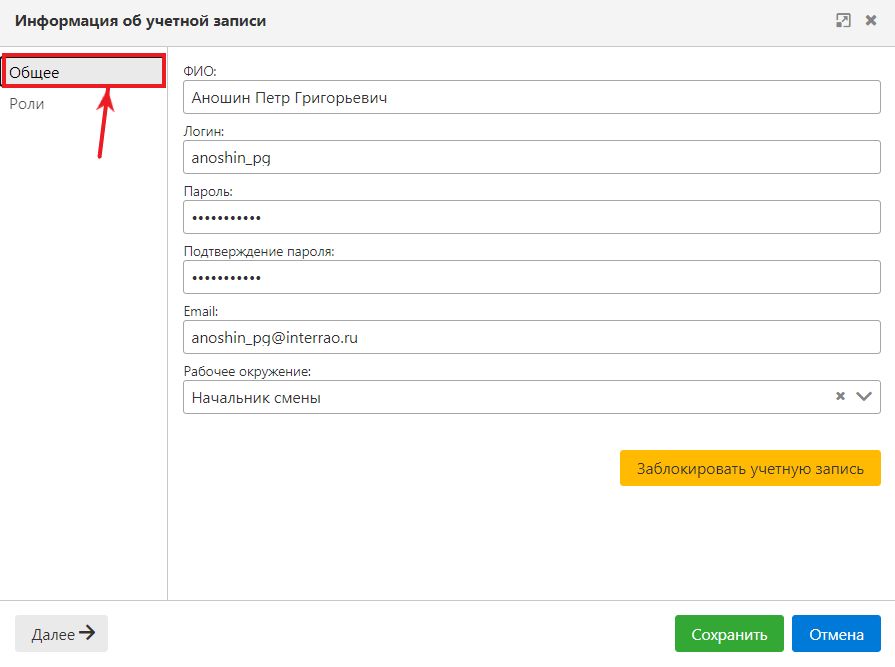 Информация об учетной записи
Общее
Роли
ФИО:
Аношин Петр Григорьевич
Логин:
anoshin_pg
Пароль:
•••••••••••
Подтверждение пароля:
•••••••••••
Email:
anoshin_pg@interrao.ru
Рабочее окружение:
Начальник смены
Заблокировать учетную запись
Далее
Сохранить
Отмена